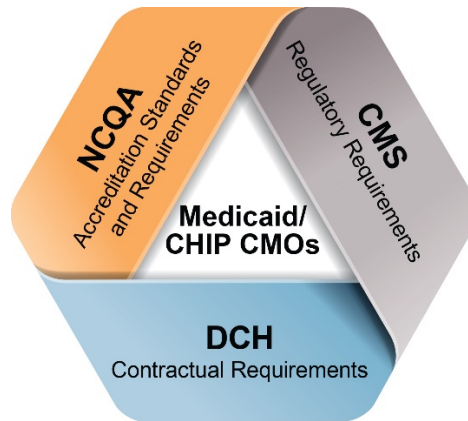 NCQA
Accreditation Standards
and Requirements
CMS
Regulatory Requirements
Medicaid/
CHIP CMOs
DCH
Contractual Requirements